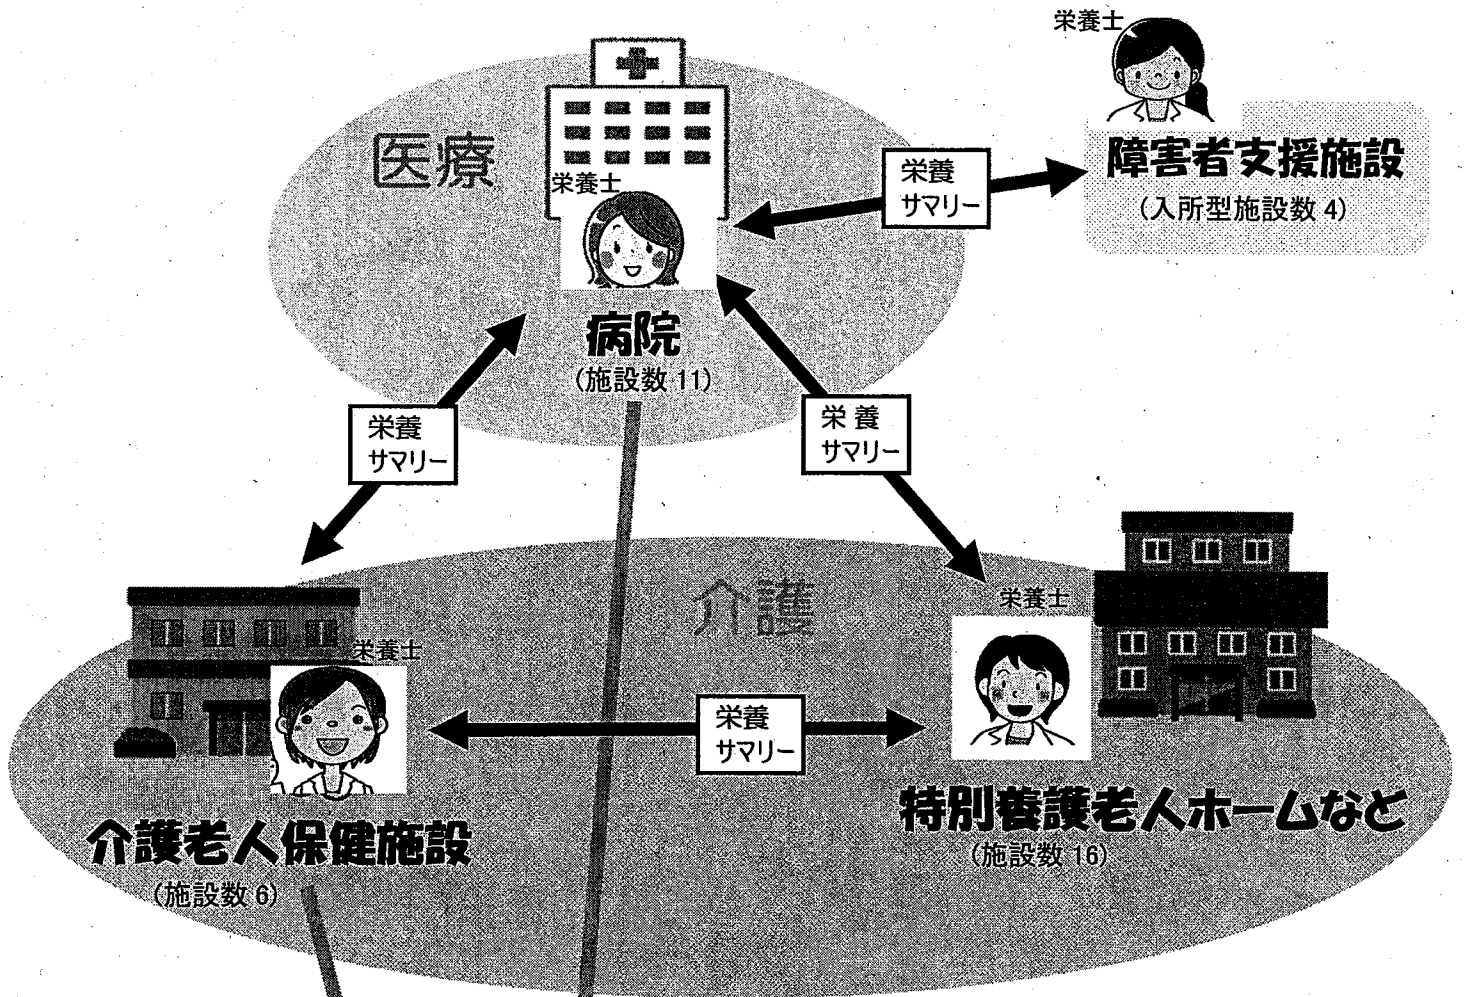 栄養士
障害者支援施設
（入所型施設数 4）
医療
栄養士
病院
（施設数 11）
栄養
サマリー
栄養
サマリー
栄 養
サマリー
介護
栄養士
栄養士
栄養
サマリー
介護老人保健施設
（施設数 6）
特別養護老人ホームなど
（施設数 16）